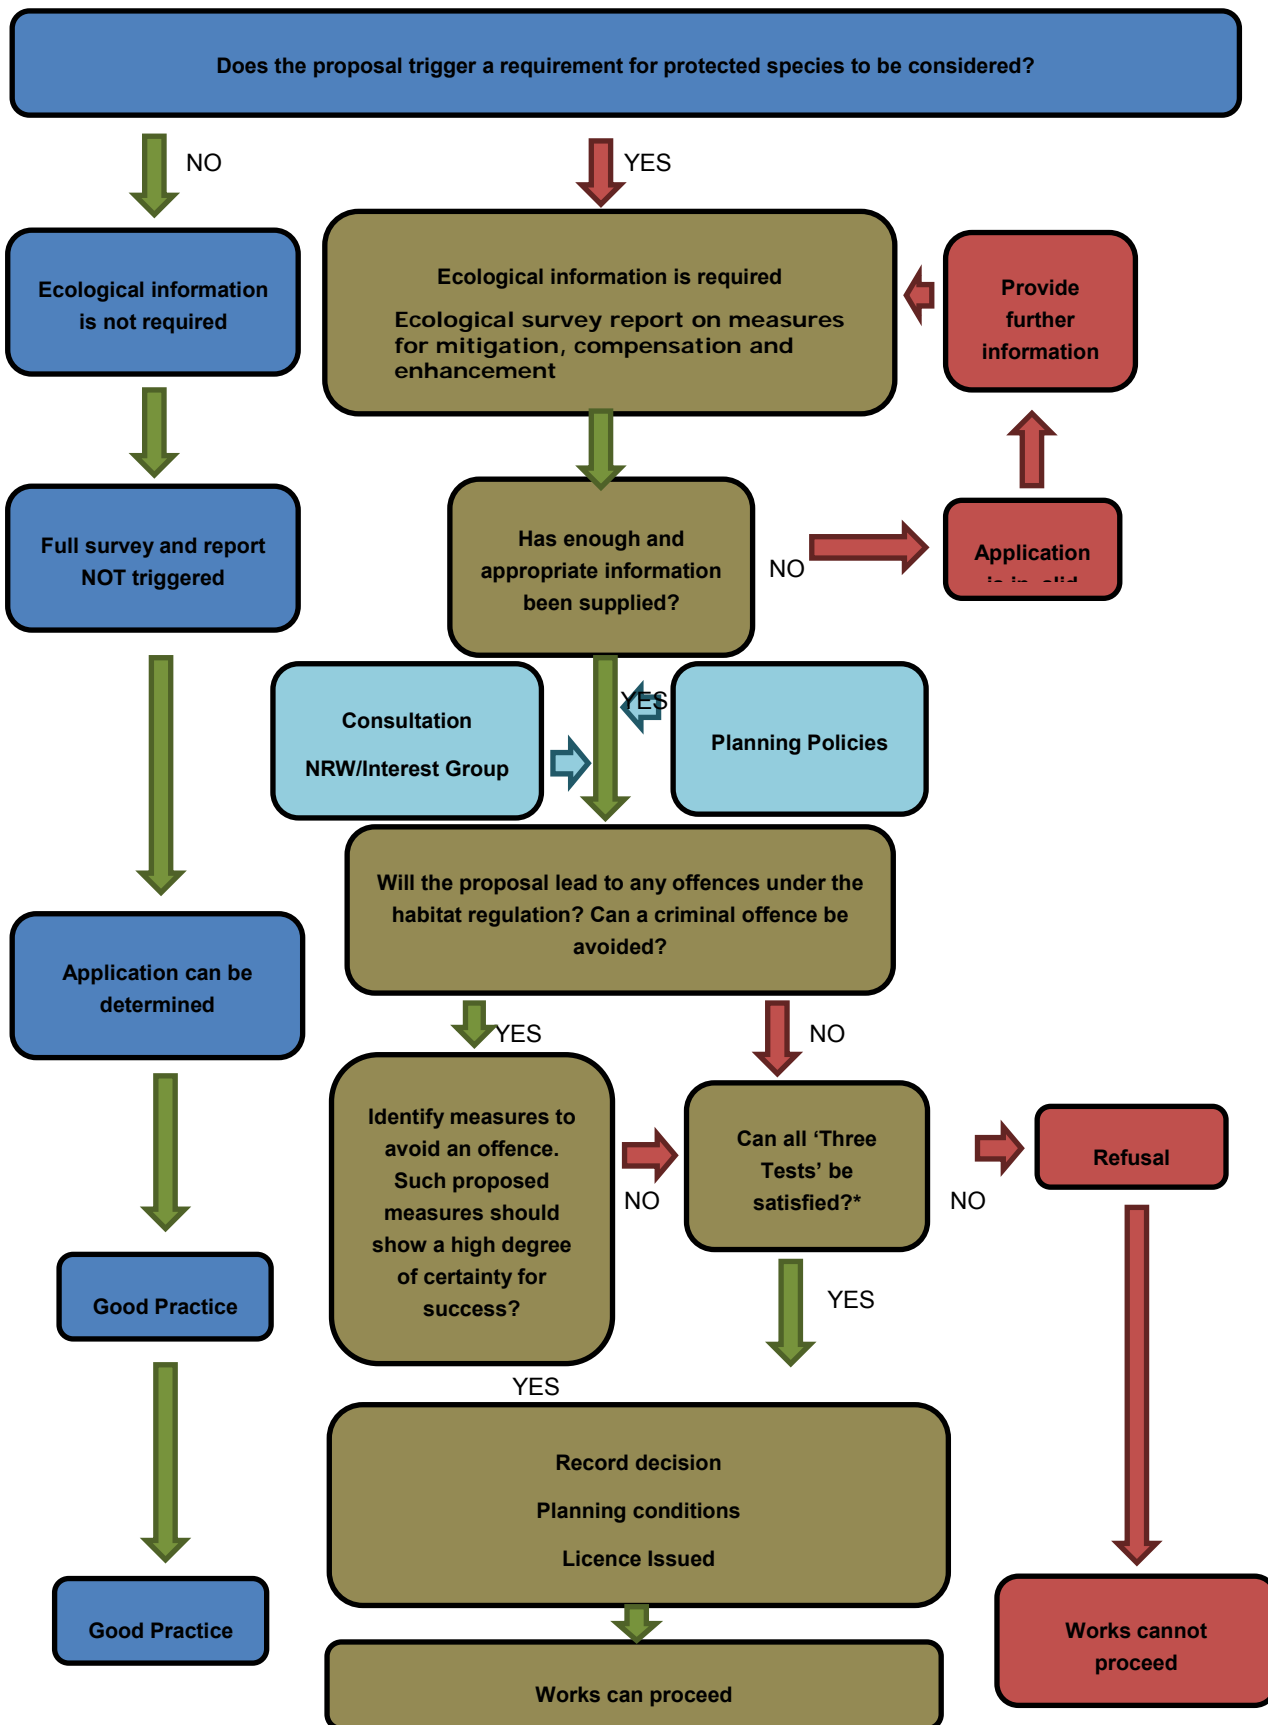 Does the proposal trigger a requirement for protected species to be considered?
NO
YES
Ecological information
is not required
Ecological information is required
Ecological survey report on measures
for mitigation, compensation and
enhancement
Provide
further
information
Full survey and report
NOT triggered
Has enough and
appropriate information
been supplied?
NO
Application
YES
Consultation
NRW/Interest Group
Planning Policies
Will the proposal lead to any offences under the
habitat regulation? Can a criminal offence be
avoided?
Application can be
determined
YES
NO
Identify measures to
avoid an offence.
Such proposed
measures should
show a high degree
of certainty for
success?
NO
Can all ‘Three
Tests’ be
satisfied?*
NO
Refusal
YES
Good Practice
YES
Record decision
Planning conditions
Licence Issued
Good Practice
Works cannot
proceed
Works can proceed